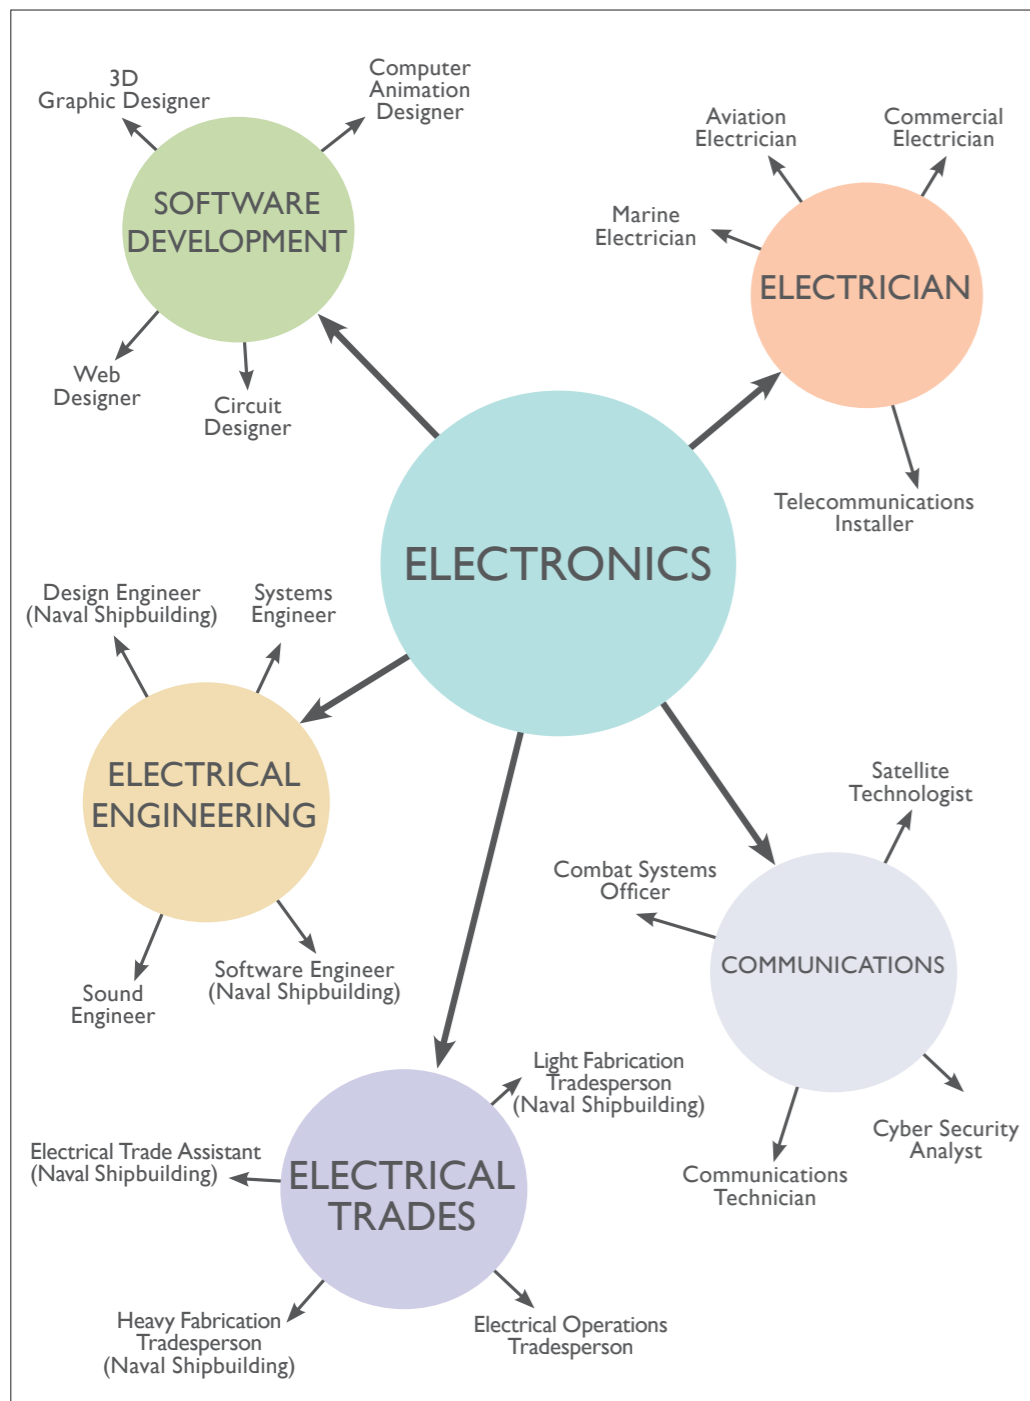 3D
Graphic Designer
Computer
Animation
Designer
SOFTWARE
DEVELOPMENT
Web
Designer
Circuit
Designer
Aviation
Electrician
Commercial
Electrician
Marine
Electrician
ELECTRICIAN
Telecommunications
Installer
ELECTRONICS
Design Engineer
(Naval Shipbuilding)
Systems
Engineer
ELECTRICAL
ENGINEERING
Sound
Engineer
Software Engineer
(Naval Shipbuilding)
Satellite
Technologist
Combat Systems
Officer
COMMUNICATIONS
Cyber Security
Analyst
Communications
Technician
Light Fabrication
Tradesperson
(Naval Shipbuilding)
Electrical Trade Assistant
(Naval Shipbuilding)
ELECTRICAL
TRADES
Heavy Fabrication
Tradesperson
(Naval Shipbuilding)
Electrical Operations
Tradesperson